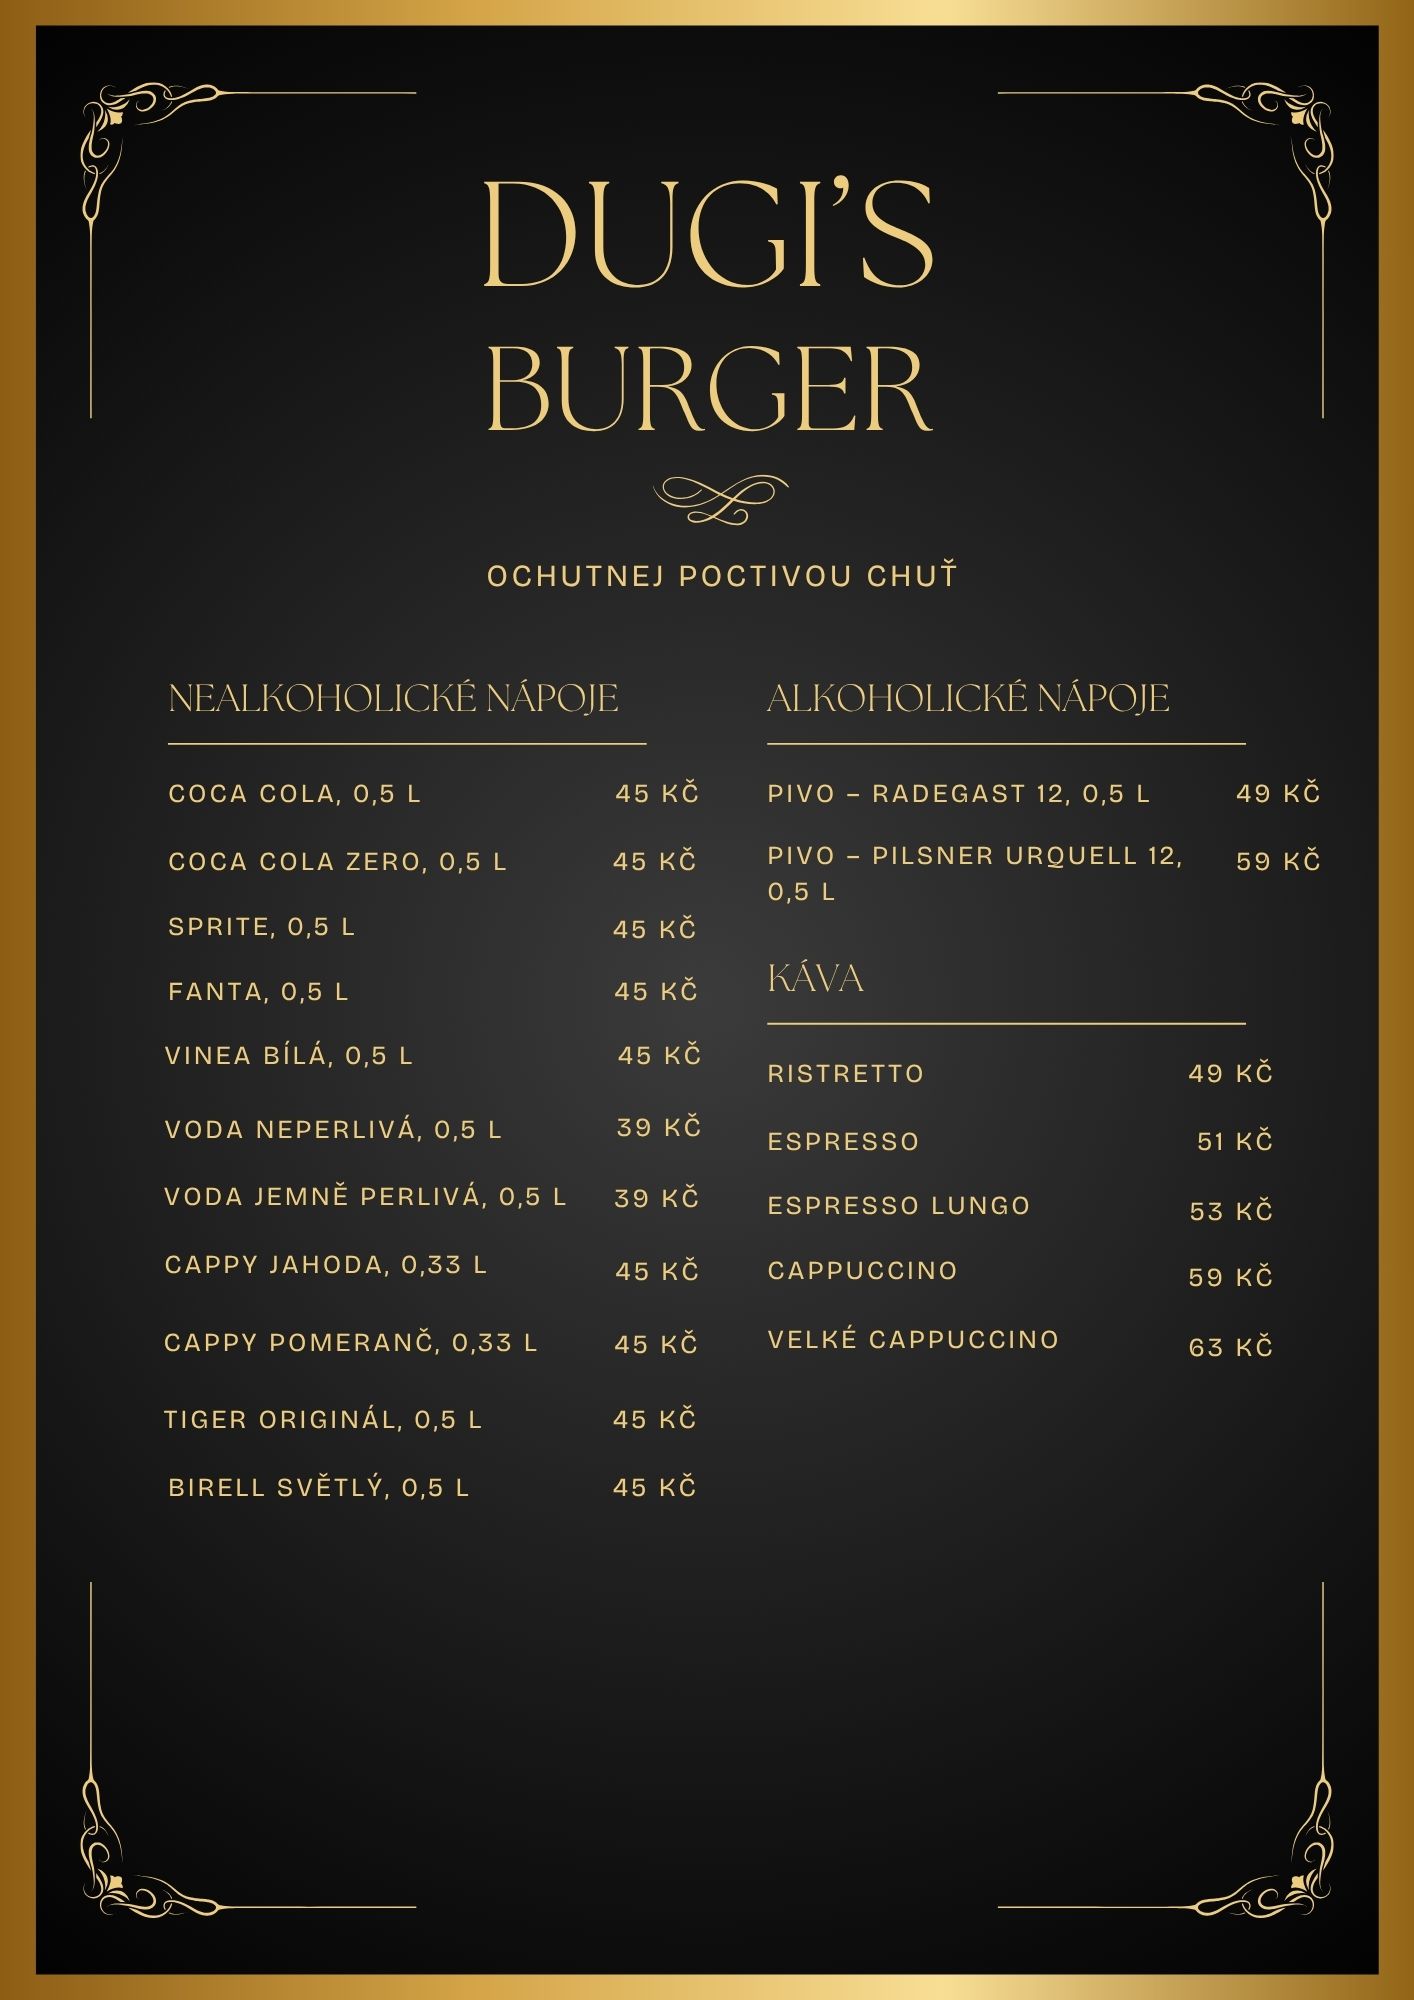 DUGI’S
BURGER
OCHUTNEJ POCTIVOU CHUŤ
NEALKOHOLICKÉ NÁPOJE
COCA COLA, 0,5 L 45 KČ
COCA COLA ZERO, 0,5 L 45 KČ
SPRITE, 0,5 L 45 KČ
FANTA, 0,5 L 45 KČ
VINEA BÍLÁ, 0,5 L 45 KČ
VODA NEPERLIVÁ, 0,5 L 39 KČ
VODA JEMNĚ PERLIVÁ, 0,5 L 39 KČ
CAPPY JAHODA, 0,33 L 45 KČ
CAPPY POMERANČ, 0,33 L 45 KČ
TIGER ORIGINÁL, 0,5 L 45 KČ
BIRELL SVĚTLÝ, 0,5 L 45 KČ
ALKOHOLICKÉ NÁPOJE
PIVO – RADEGAST 12, 0,5 L 49 KČ
PIVO – PILSNER URQUELL 12, 59 KČ
0,5 L
KÁVA
RISTRETTO 49 KČ
ESPRESSO 51 KČ
ESPRESSO LUNGO 53 KČ
CAPPUCCINO 59 KČ
VELKÉ CAPPUCCINO 63 KČ